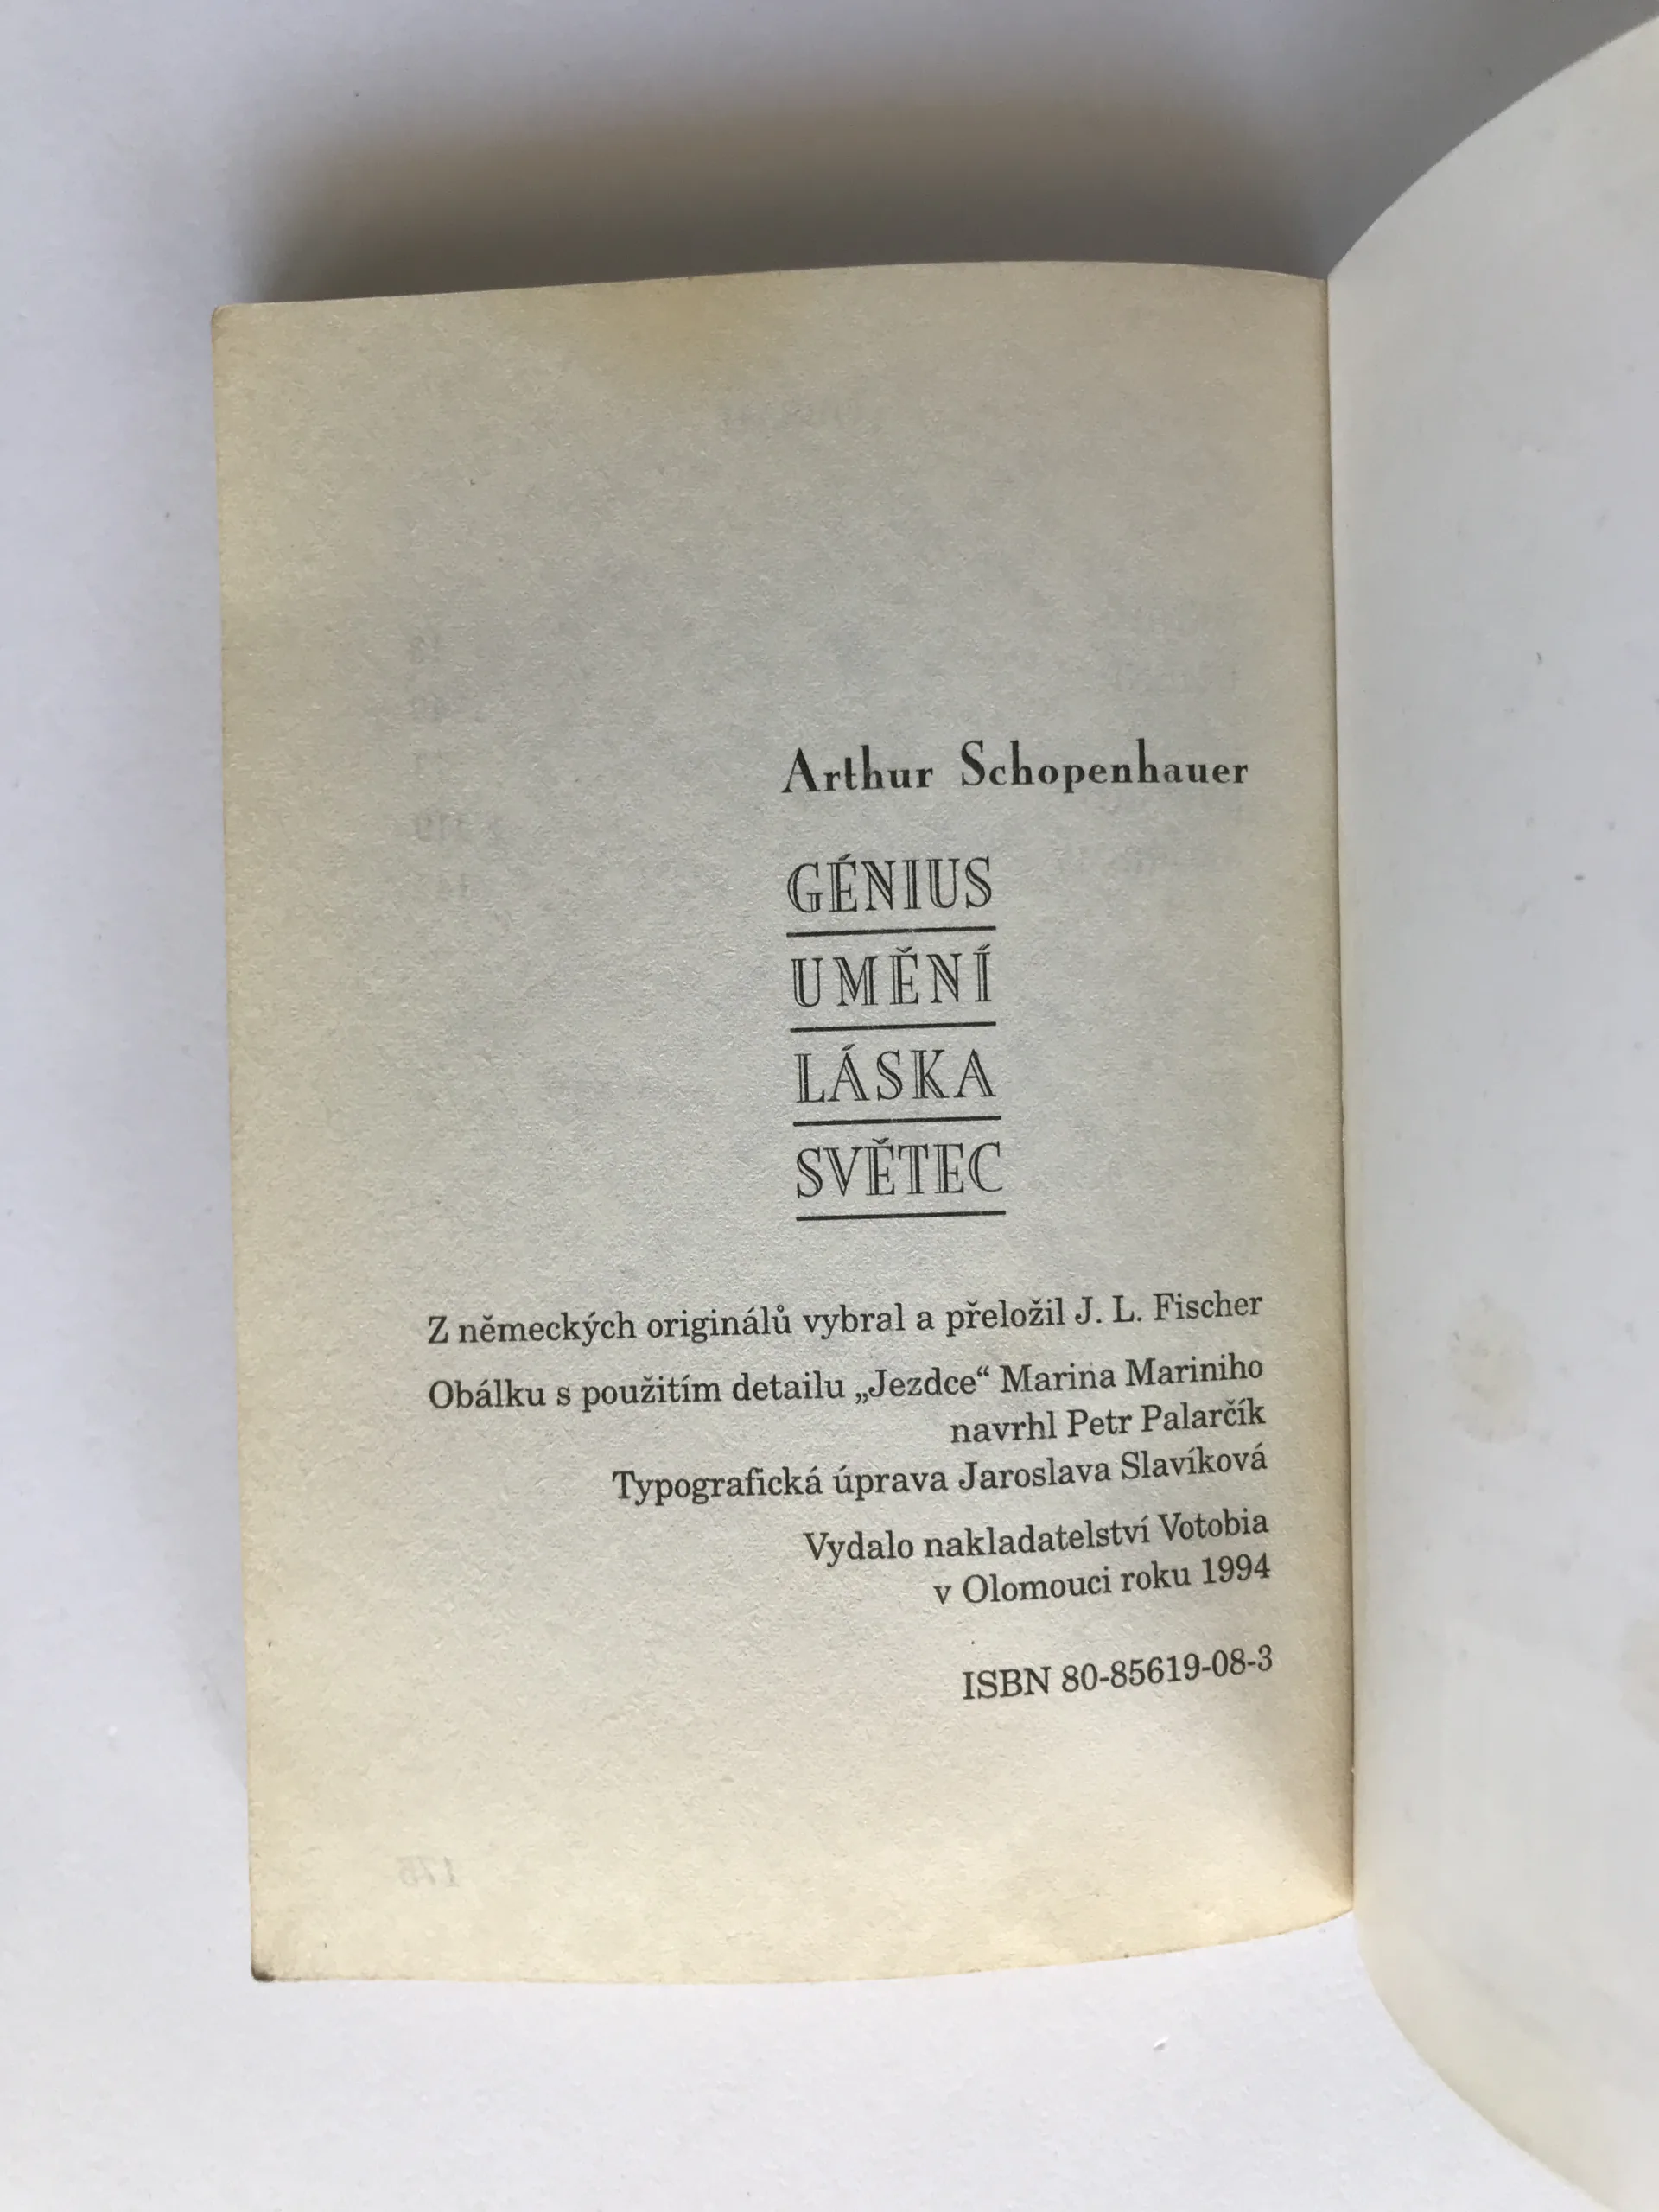 Arthur Schopenhauer
GÉNIUS
UMĚNÍ
LÁSKA
SVĚTEC
Z německých originálů vybral a přeložil J. L. Fischer
Obálku s použitím detailu „Jezdce“ Marina Mariniho
navrhl Petr Palarčík
Typografická úprava Jaroslava Slavíková
Vydalo nakladatelství Votobia
v Olomouci roku 1994
ISBN 80-85619-08-3